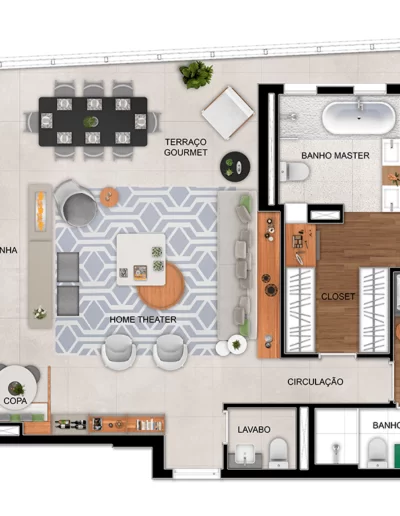 TERRAÇO
GOURMET
BANHO MASTER
NHA
CLOSET
HOME THEATER
CIRCULAÇÃO
COPA
LAVABO
BANHO